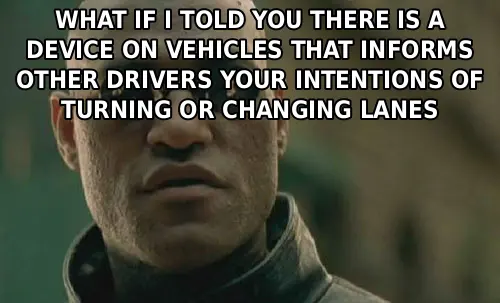 WHAT IF I TOLD YOU THERE IS A
DEVICE ON VEHICLES THAT INFORMS
OTHER DRIVERS YOUR INTENTIONS OF
TURNING OR CHANGING LANES